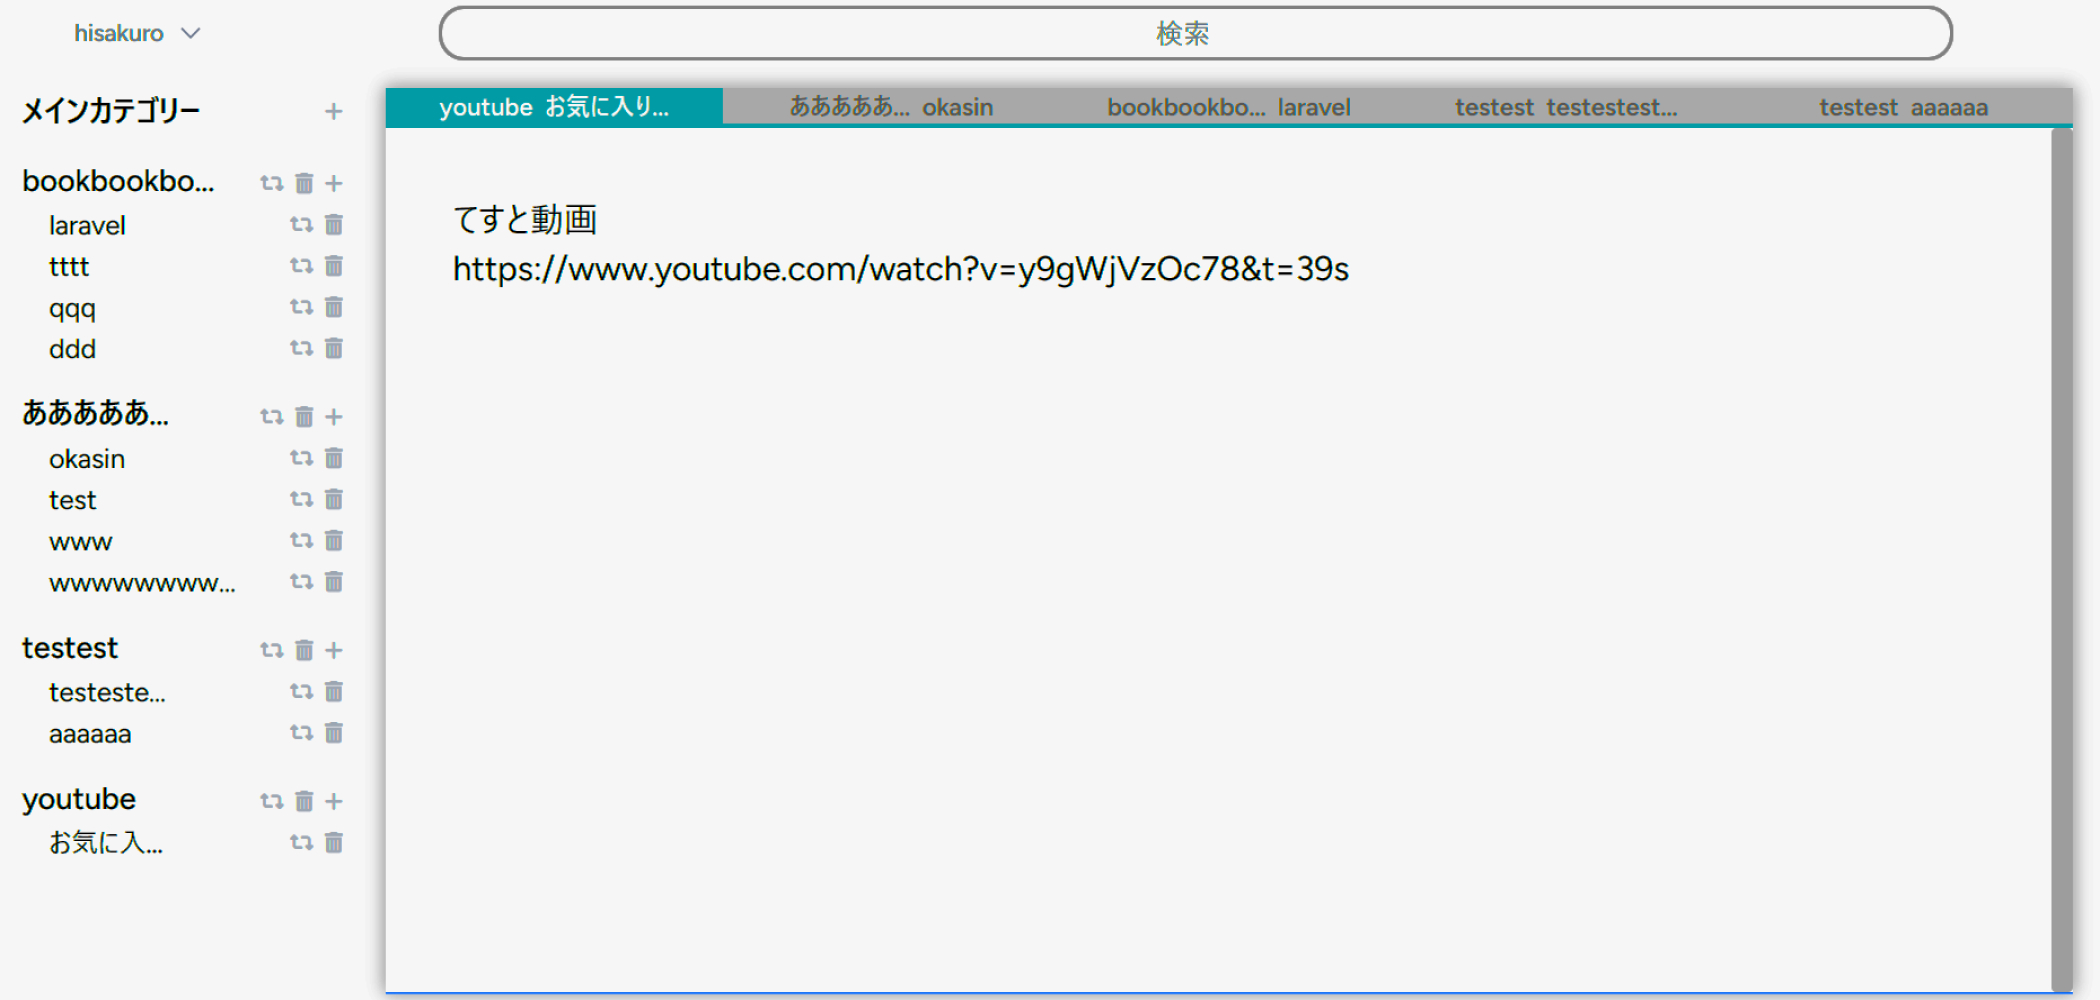 hisakuro
検索
メインカテゴリー
bookbookbo...
laravel
tttt
qqq
ddd
あああああ...
okasin
test
www
wwwwwwww...
testest
testeste...
aaaaaa
youtube
お気に入...
youtube お気に入り...
あああああ... okasin
bookbookbo... laravel
testest testestest...
testest aaaaaa
てすと動画
https://www.youtube.com/watch?v=y9gWjVzOc78&t=39s